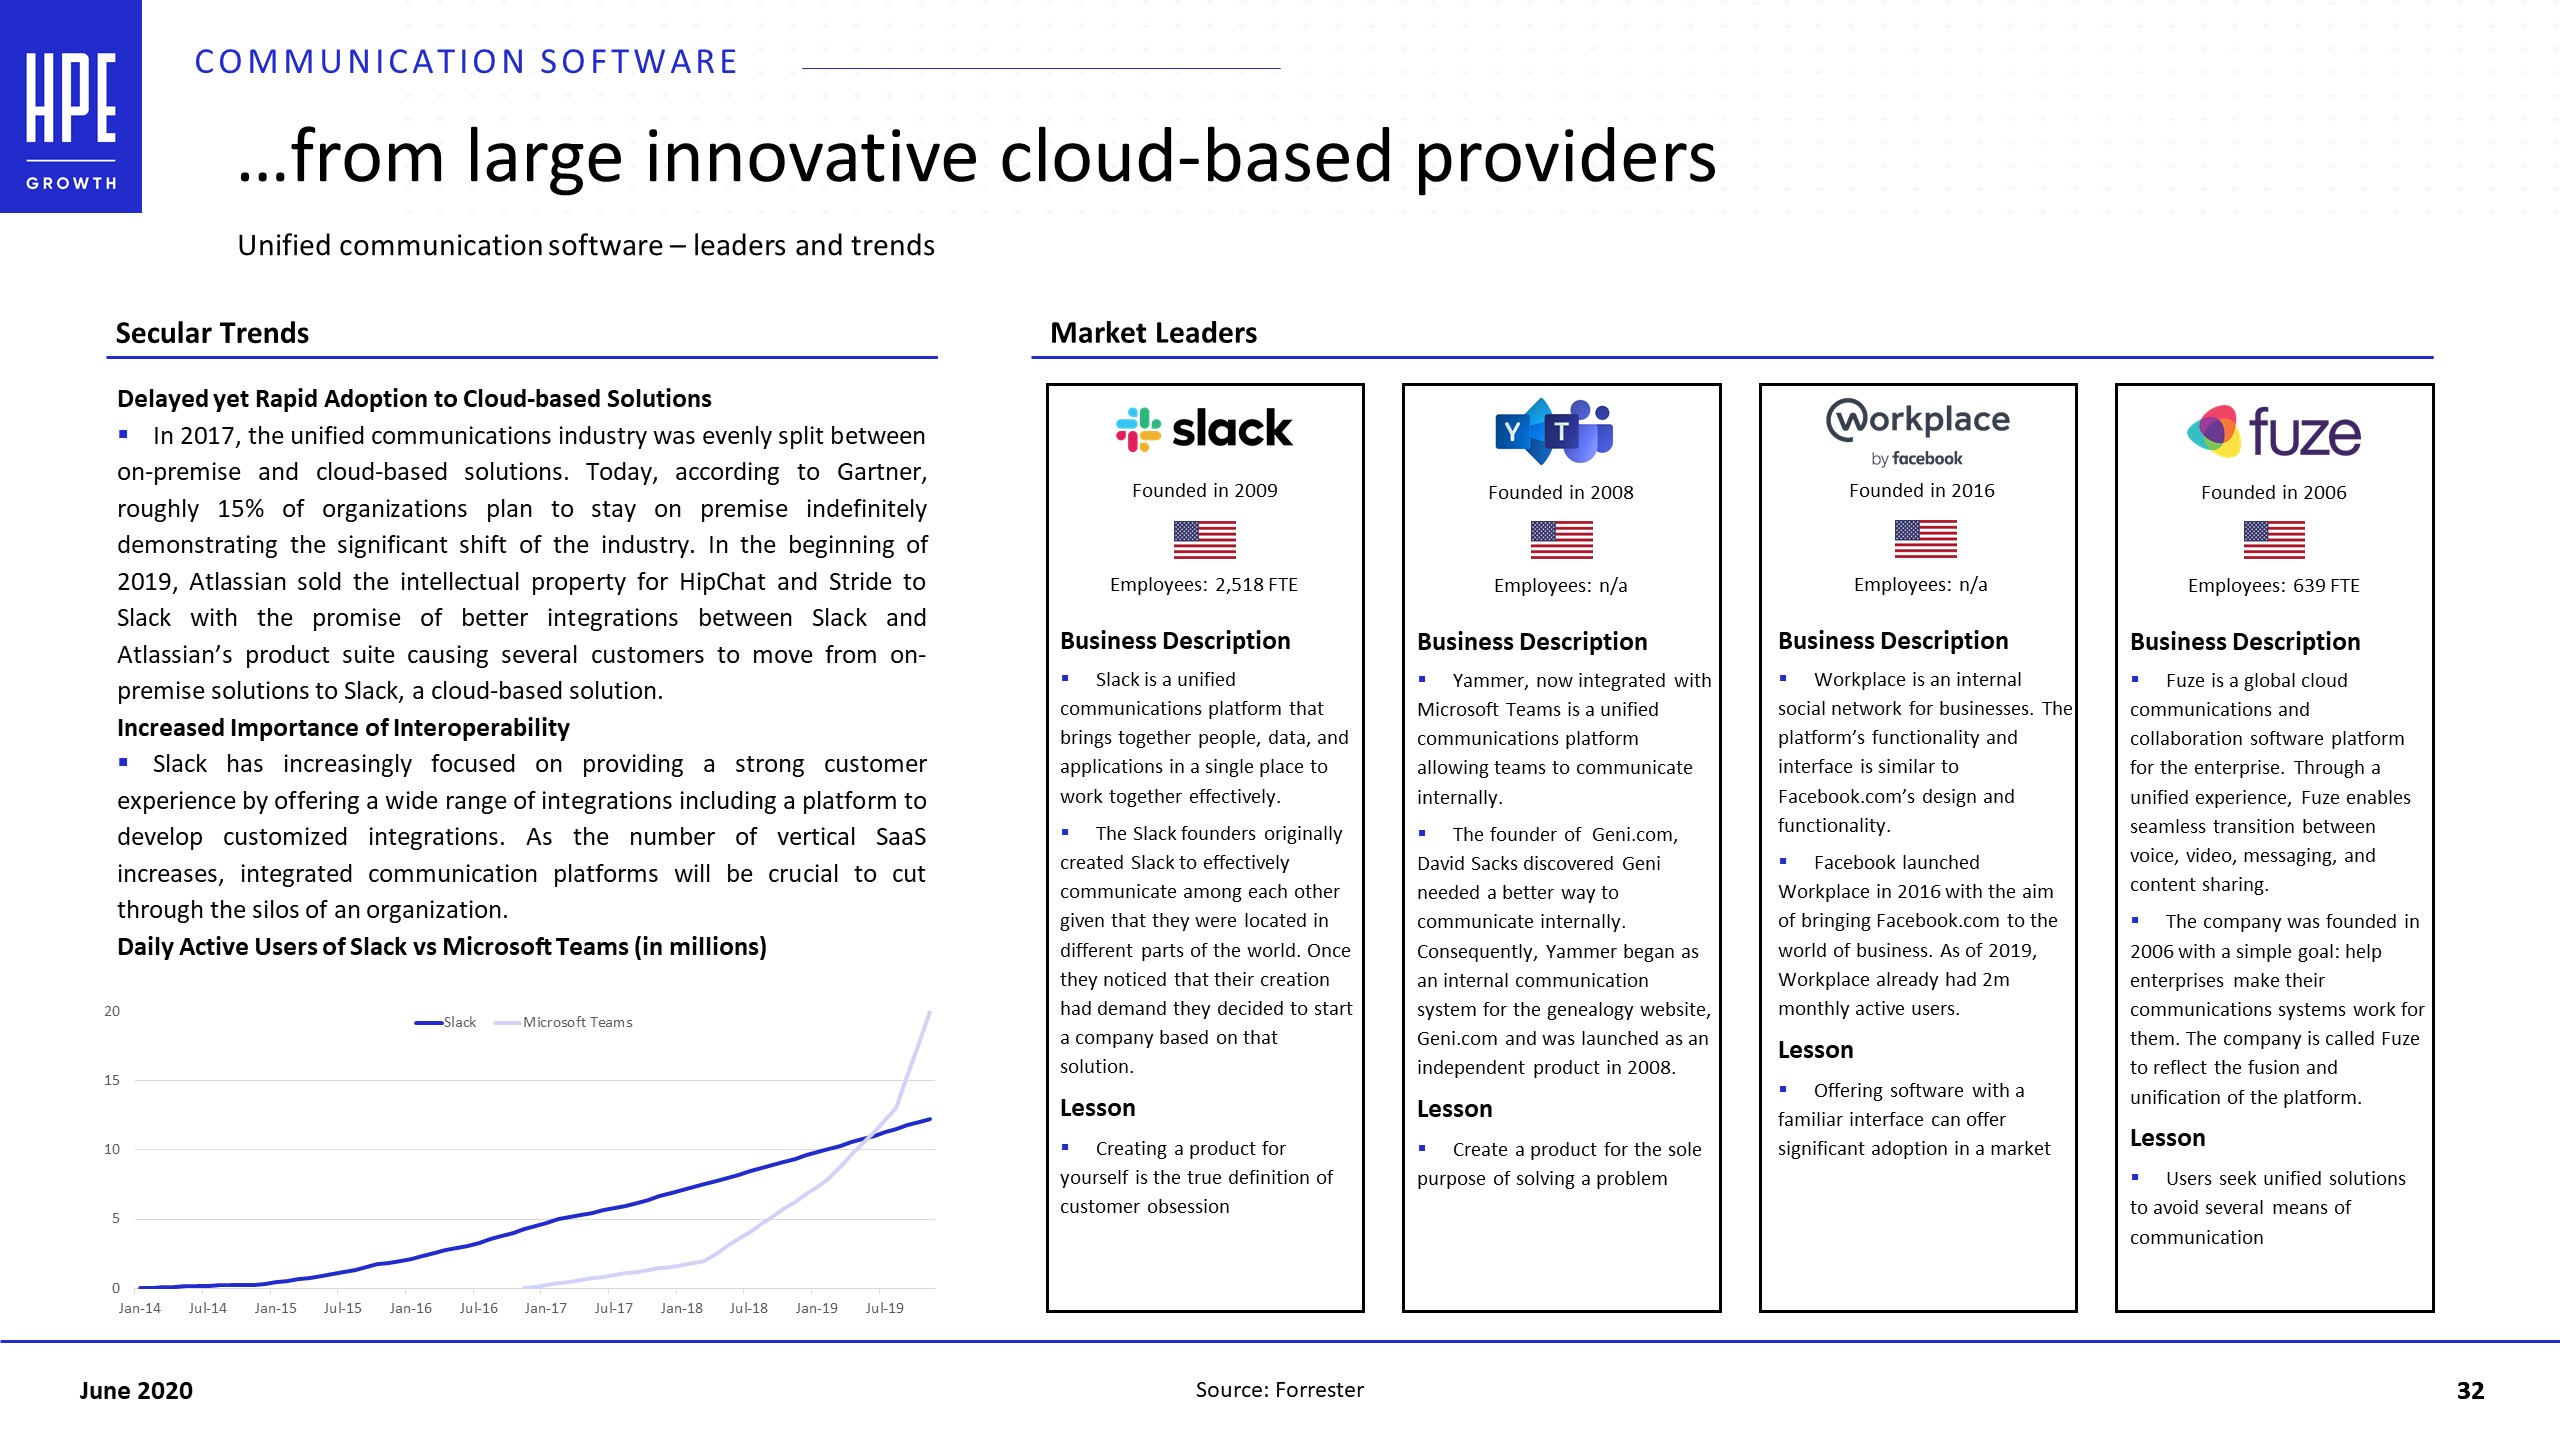 HPE
GROWTH
COMMUNICATION SOFTWARE
...from large innovative cloud-based providers
Unified communication software – leaders and trends
Secular Trends
Delayed yet Rapid Adoption to Cloud-based Solutions
▪ In 2017, the unified communications industry was evenly split between
on-premise and cloud-based solutions. Today, according to Gartner,
roughly 15% of organizations plan to stay on premise indefinitely
demonstrating the significant shift of the industry. In the beginning of
2019, Atlassian sold the intellectual property for HipChat and Stride to
Slack with the promise of better integrations between Slack and
Atlassian’s product suite causing several customers to move from on-
premise solutions to Slack, a cloud-based solution.
Increased Importance of Interoperability
▪ Slack has increasingly focused on providing a strong customer
experience by offering a wide range of integrations including a platform to
develop customized integrations. As the number of vertical SaaS
increases, integrated communication platforms will be crucial to cut
through the silos of an organization.
Daily Active Users of Slack vs Microsoft Teams (in millions)
20
15
10
5
0
Slack Microsoft Teams
Jan-14 Jul-14 Jan-15 Jul-15 Jan-16 Jul-16 Jan-17 Jul-17 Jan-18 Jul-18 Jan-19 Jul-19
Market Leaders
slack
Founded in 2009
Employees: 2,518 FTE
Business Description
▪ Slack is a unified
communications platform that
brings together people, data, and
applications in a single place to
work together effectively.
▪ The Slack founders originally
created Slack to effectively
communicate among each other
given that they were located in
different parts of the world. Once
they noticed that their creation
had demand they decided to start
a company based on that
solution.
Lesson
▪ Creating a product for
yourself is the true definition of
customer obsession
Y T
Founded in 2008
Employees: n/a
Business Description
▪ Yammer, now integrated with
Microsoft Teams is a unified
communications platform
allowing teams to communicate
internally.
▪ The founder of Geni.com,
David Sacks discovered Geni
needed a better way to
communicate internally.
Consequently, Yammer began as
an internal communication
system for the genealogy website,
Geni.com and was launched as an
independent product in 2008.
Lesson
▪ Create a product for the sole
purpose of solving a problem
workplace
by facebook
Founded in 2016
Employees: n/a
Business Description
▪ Workplace is an internal
social network for businesses. The
platform’s functionality and
interface is similar to
Facebook.com’s design and
functionality.
▪ Facebook launched
Workplace in 2016 with the aim
of bringing Facebook.com to the
world of business. As of 2019,
Workplace already had 2m
monthly active users.
Lesson
▪ Offering software with a
familiar interface can offer
significant adoption in a market
fuze
Founded in 2006
Employees: 639 FTE
Business Description
▪ Fuze is a global cloud
communications and
collaboration software platform
for the enterprise. Through a
unified experience, Fuze enables
seamless transition between
voice, video, messaging, and
content sharing.
▪ The company was founded in
2006 with a simple goal: help
enterprises make their
communications systems work for
them. The company is called Fuze
to reflect the fusion and
unification of the platform.
Lesson
▪ Users seek unified solutions
to avoid several means of
communication
June 2020
Source: Forrester
32